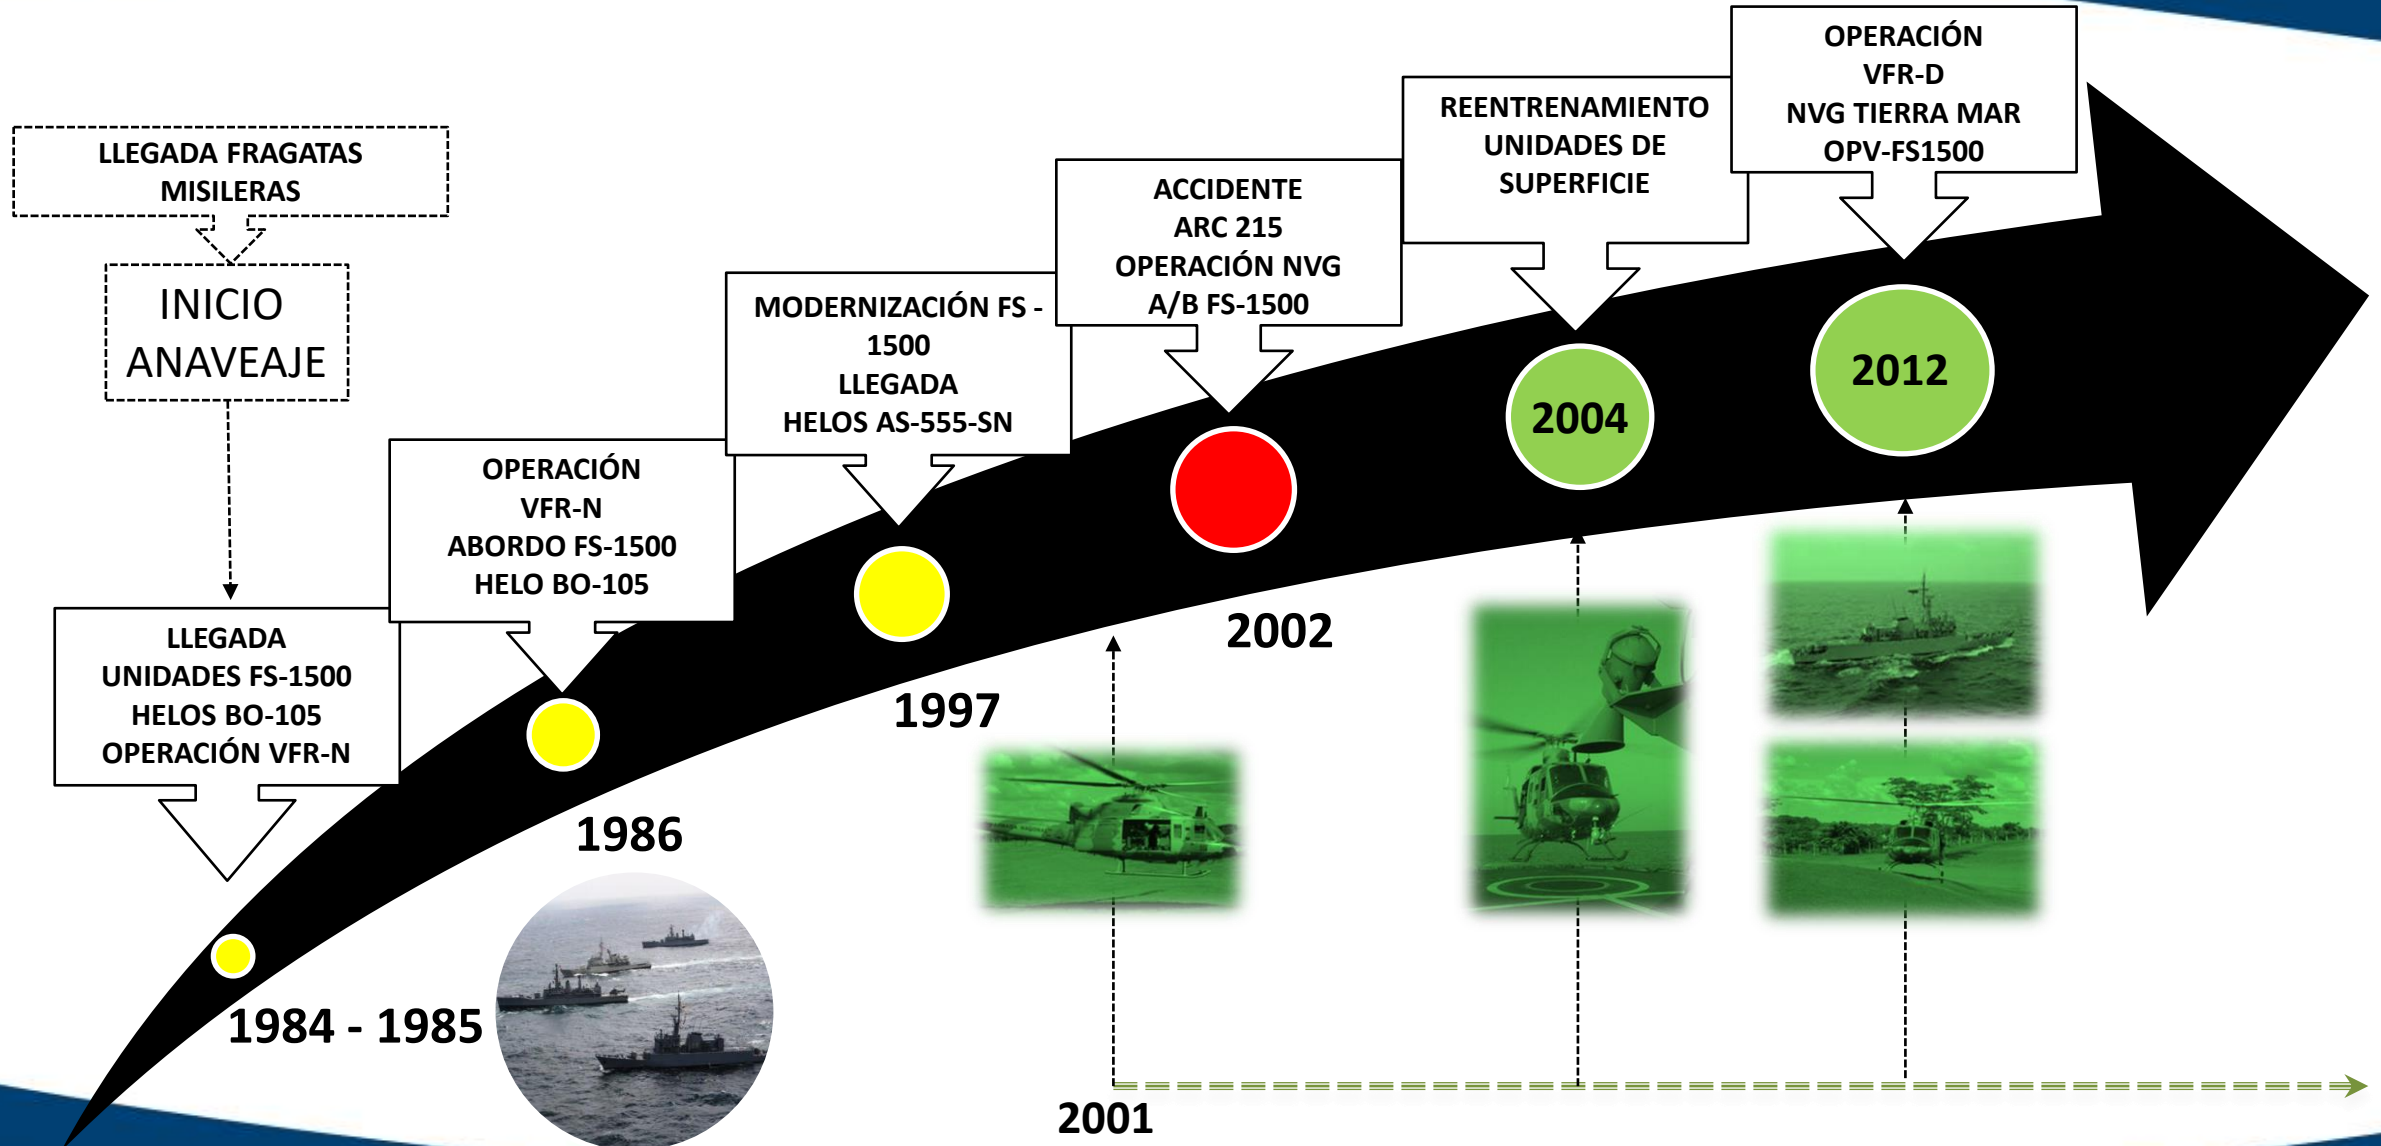 LLEGADA FRAGATAS
MISILERAS
INICIO
ANAVEAJE
LLEGADA
UNIDADES FS-1500
HELOS BO-105
OPERACIÓN VFR-N
1984 - 1985
OPERACIÓN
VFR-N
ABORDO FS-1500
HELO BO-105
1986
MODERNIZACIÓN FS -
1500
LLEGADA
HELOS AS-555-SN
1997
ACCIDENTE
ARC 215
OPERACIÓN NVG
A/B FS-1500
2002
REENTRENAMIENTO
UNIDADES DE
SUPERFICIE
2004
OPERACIÓN
VFR-D
NVG TIERRA MAR
OPV-FS1500
2012
2001